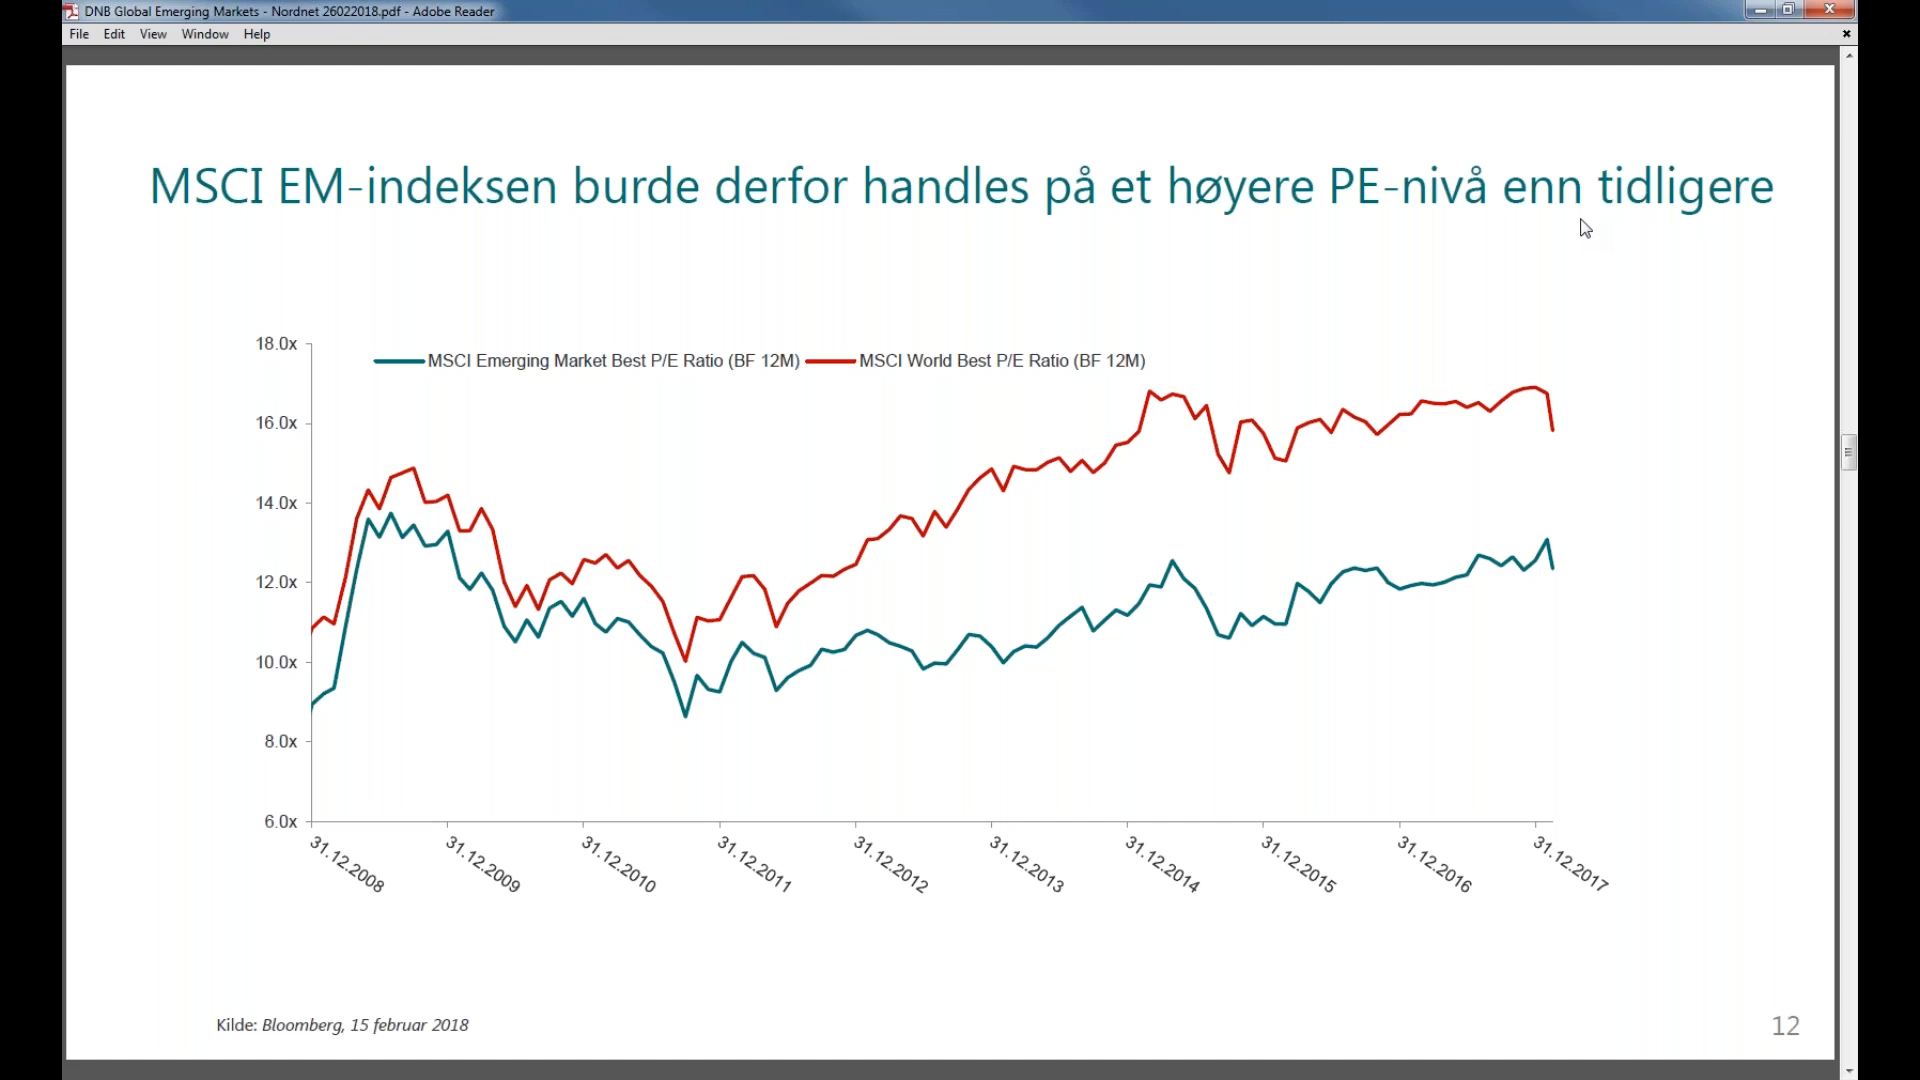 DNB Global Emerging Markets - Nordnet 26022018.pdf - Adobe Reader
File Edit View Window Help
MSCI EM-indeksen burde derfor handles på et høyere PE-nivå enn tidligere
MSCI Emerging Market Best P/E Ratio (BF 12M) MSCI World Best P/E Ratio (BF 12M)
18.0x
16.0x
14.0x
12.0x
10.0x
8.0x
6.0x
31.12.2008
31.12.2009
31.12.2010
31.12.2011
31.12.2012
31.12.2013
31.12.2014
31.12.2015
31.12.2016
31.12.2017
Kilde: Bloomberg, 15 februar 2018
12